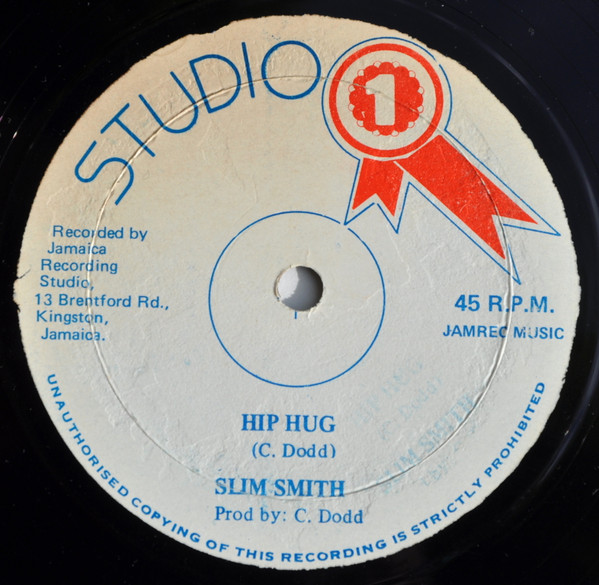 STUDIO 1
Recorded by
Jamaica
Recording
Studio,
13 Brentford Rd.,
Kingston,
Jamaica.
45 R.P.M.
JAMREC MUSIC
HIP HUG
(C. Dodd)
SLIM SMITH
Prod by: C. Dodd
UNAUTHORISED COPYING OF THIS RECORDING IS STRICTLY PROHIBITED